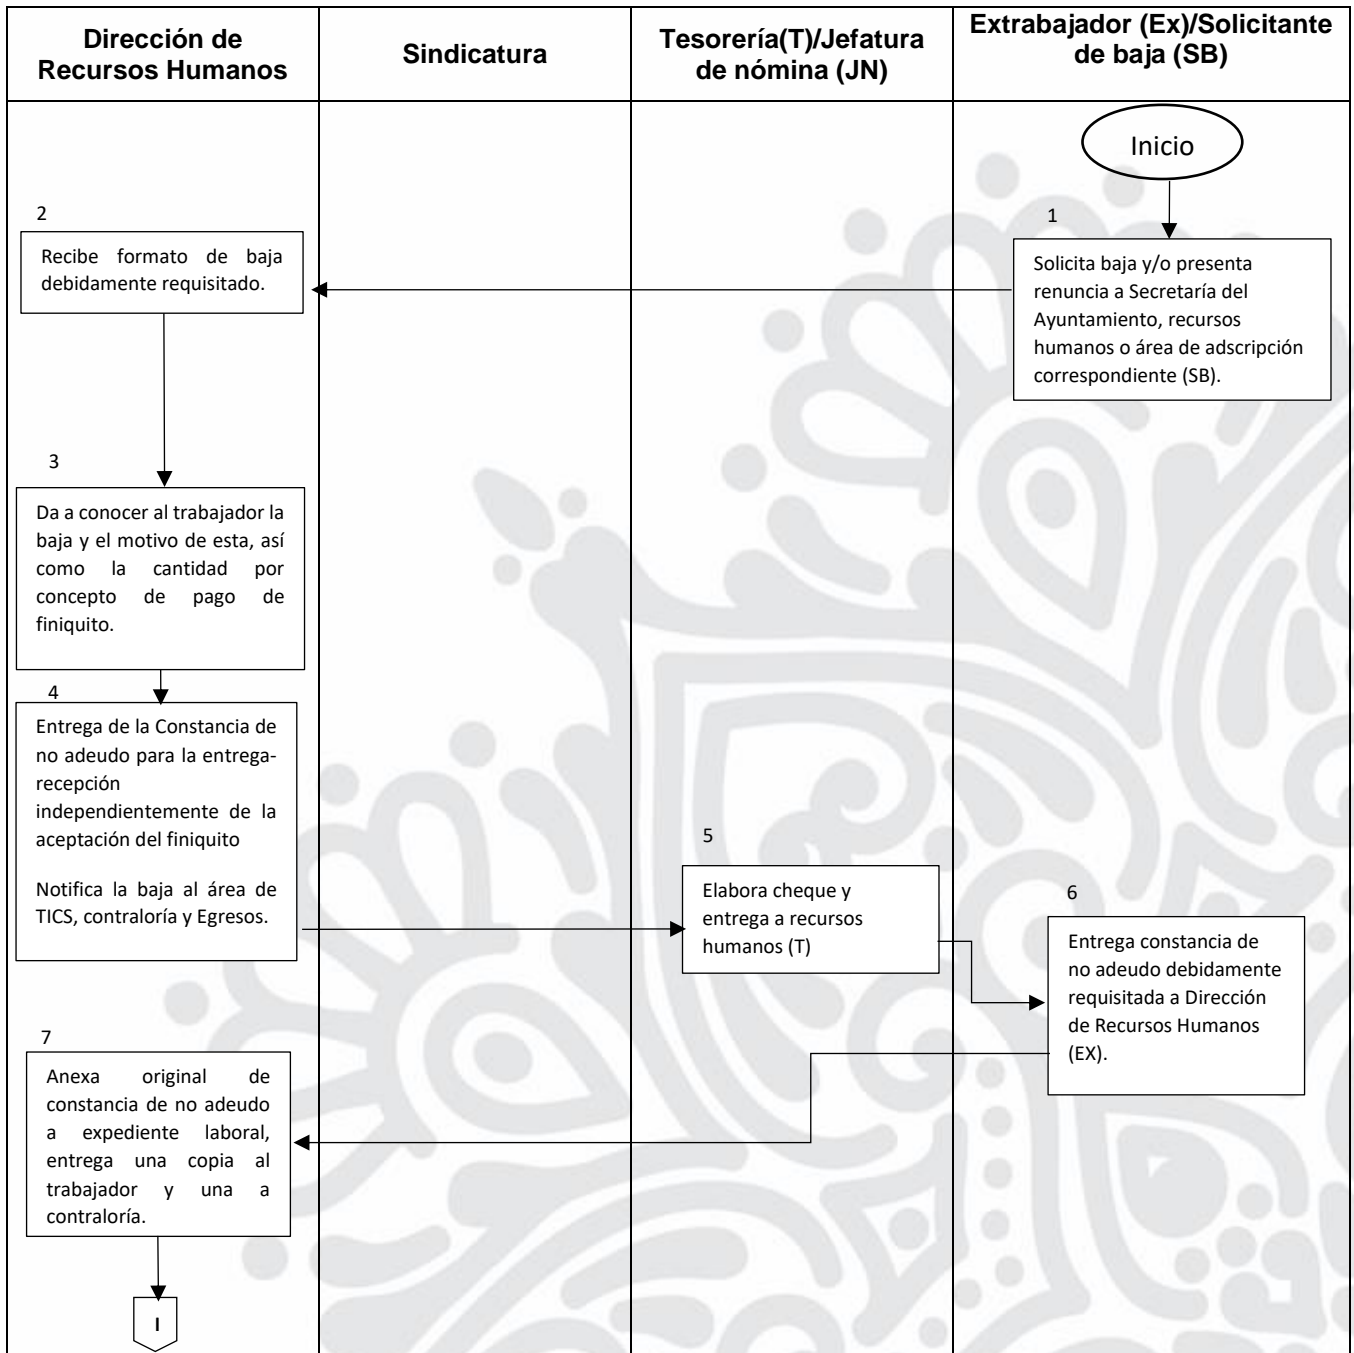 Dirección de
Recursos Humanos
Sindicatura
Tesorería(T)/Jefatura
de nómina (JN)
Extrabajador (Ex)/Solicitante
de baja (SB)
Inicio
1
Solicita baja y/o presenta
renuncia a Secretaría del
Ayuntamiento, recursos
humanos o área de adscripción
correspondiente (SB).
2
Recibe formato de baja
debidamente requisitado.
3
Da a conocer al trabajador la
baja y el motivo de esta, así
como la cantidad por
concepto de pago de
finiquito.
4
Entrega de la Constancia de
no adeudo para la entrega-
recepción
independientemente de la
aceptación del finiquito
Notifica la baja al área de
TICS, contraloría y Egresos.
5
Elabora cheque y
entrega a recursos
humanos (T)
6
Entrega constancia de
no adeudo debidamente
requisitada a Dirección
de Recursos Humanos
(EX).
7
Anexa original de
constancia de no adeudo
a expediente laboral,
entrega una copia al
trabajador y una a
contraloría.
I